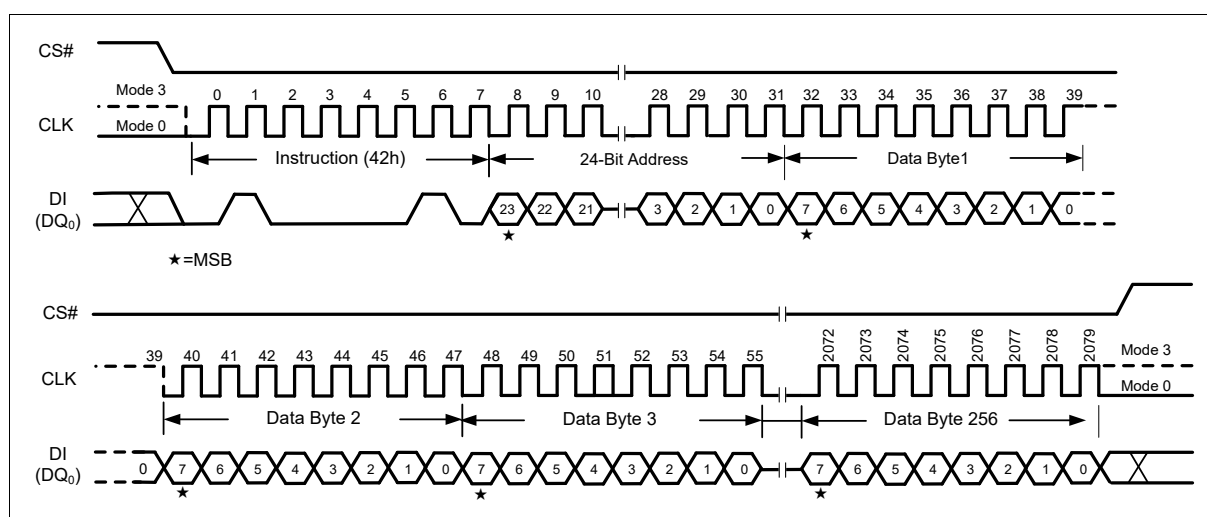 CS#
Mode 3
0 1 2 3 4 5 6 7 8 9 10 28 29 30 31 32 33 34 35 36 37 38 39
CLK
Mode 0
Instruction (42h) 24-Bit Address Data Byte1
DI
(DQ0)
23 22 21 3 2 1 0 7 6 5 4 3 2 1 0
★ ★
★=MSB
CS#
39 40 41 42 43 44 45 46 47 48 49 50 51 52 53 54 55 2072 2073 2074 2075 2076 2077 2078 2079
Mode 3
CLK
Mode 0
Data Byte 2 Data Byte 3 Data Byte 256
DI
(DQ0)
0 7 6 5 4 3 2 1 0 7 6 5 4 3 2 1 0 7 6 5 4 3 2 1 0
★ ★ ★